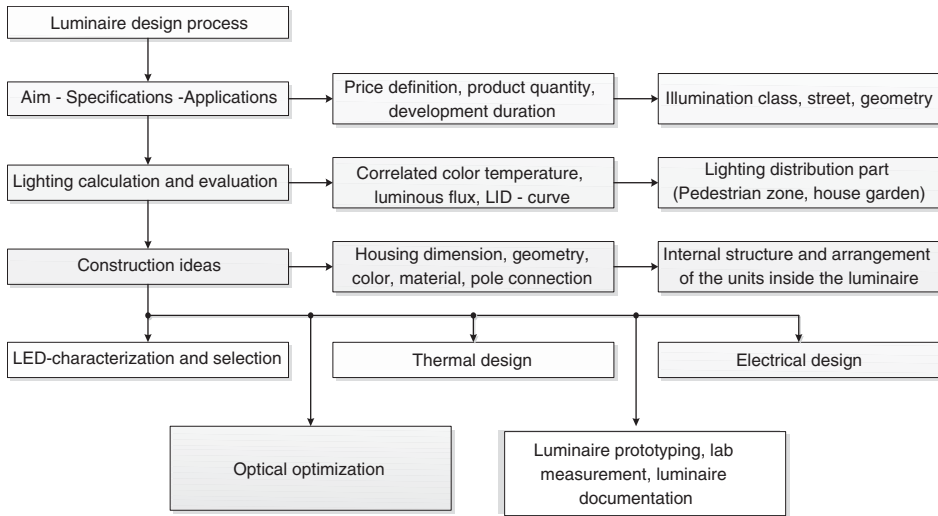 Luminaire design process
Aim - Specifications -Applications
Price definition, product quantity,
development duration
Illumination class, street, geometry
Lighting calculation and evaluation
Correlated color temperature,
luminous flux, LID - curve
Lighting distribution part
(Pedestrian zone, house garden)
Construction ideas
Housing dimension, geometry,
color, material, pole connection
Internal structure and arrangement
of the units inside the luminaire
LED-characterization and selection
Thermal design
Electrical design
Optical optimization
Luminaire prototyping, lab
measurement, luminaire
documentation